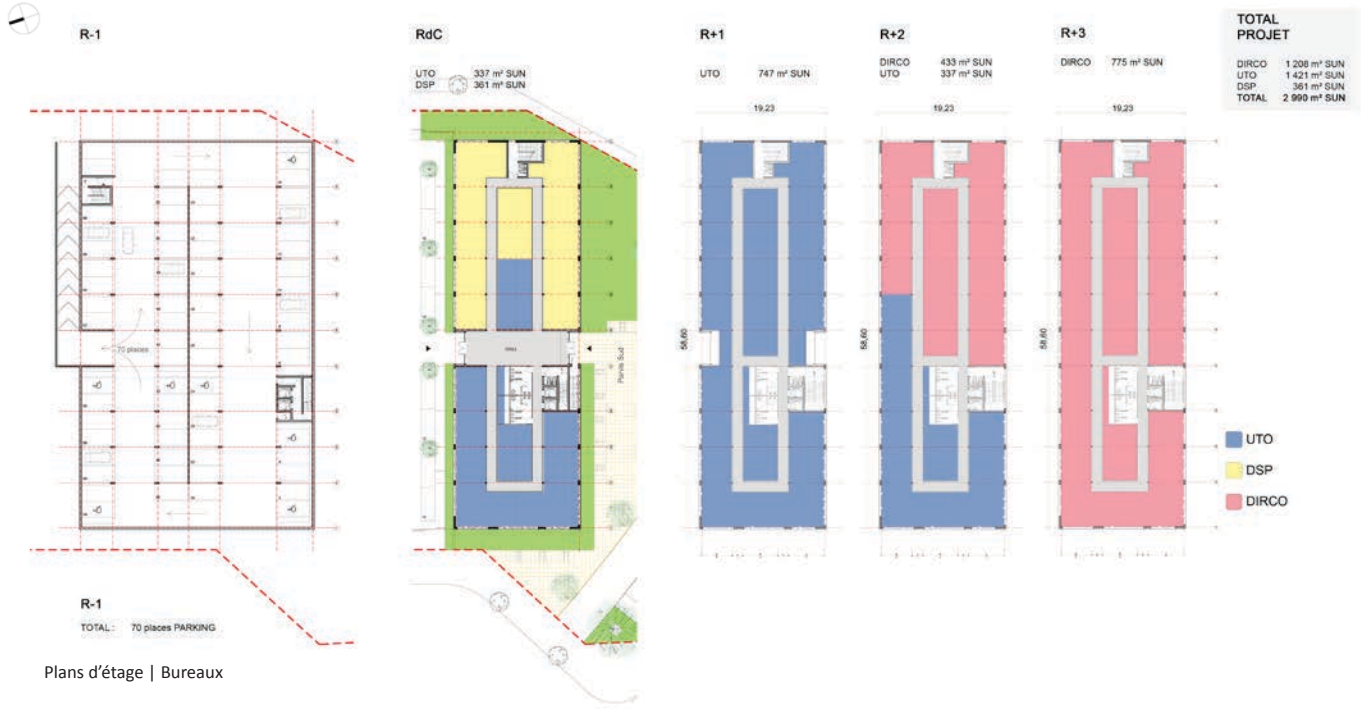 R-1
RdC
UTO 337 m² SUN
DSP 361 m² SUN
R+1
UTO 747 m² SUN
R+2
DIRCO 433 m² SUN
UTO 337 m² SUN
R+3
DIRCO 775 m² SUN
TOTAL
PROJET
DIRCO 1 208 m² SUN
UTO 1 421 m² SUN
DSP 361 m² SUN
TOTAL 2 990 m² SUN
19,23
19,23
19,23
70 places
HALL
Parvis Sud
58,60
58,60
58,60
UTO
DSP
DIRCO
R-1
TOTAL : 70 places PARKING
Plans d'étage | Bureaux